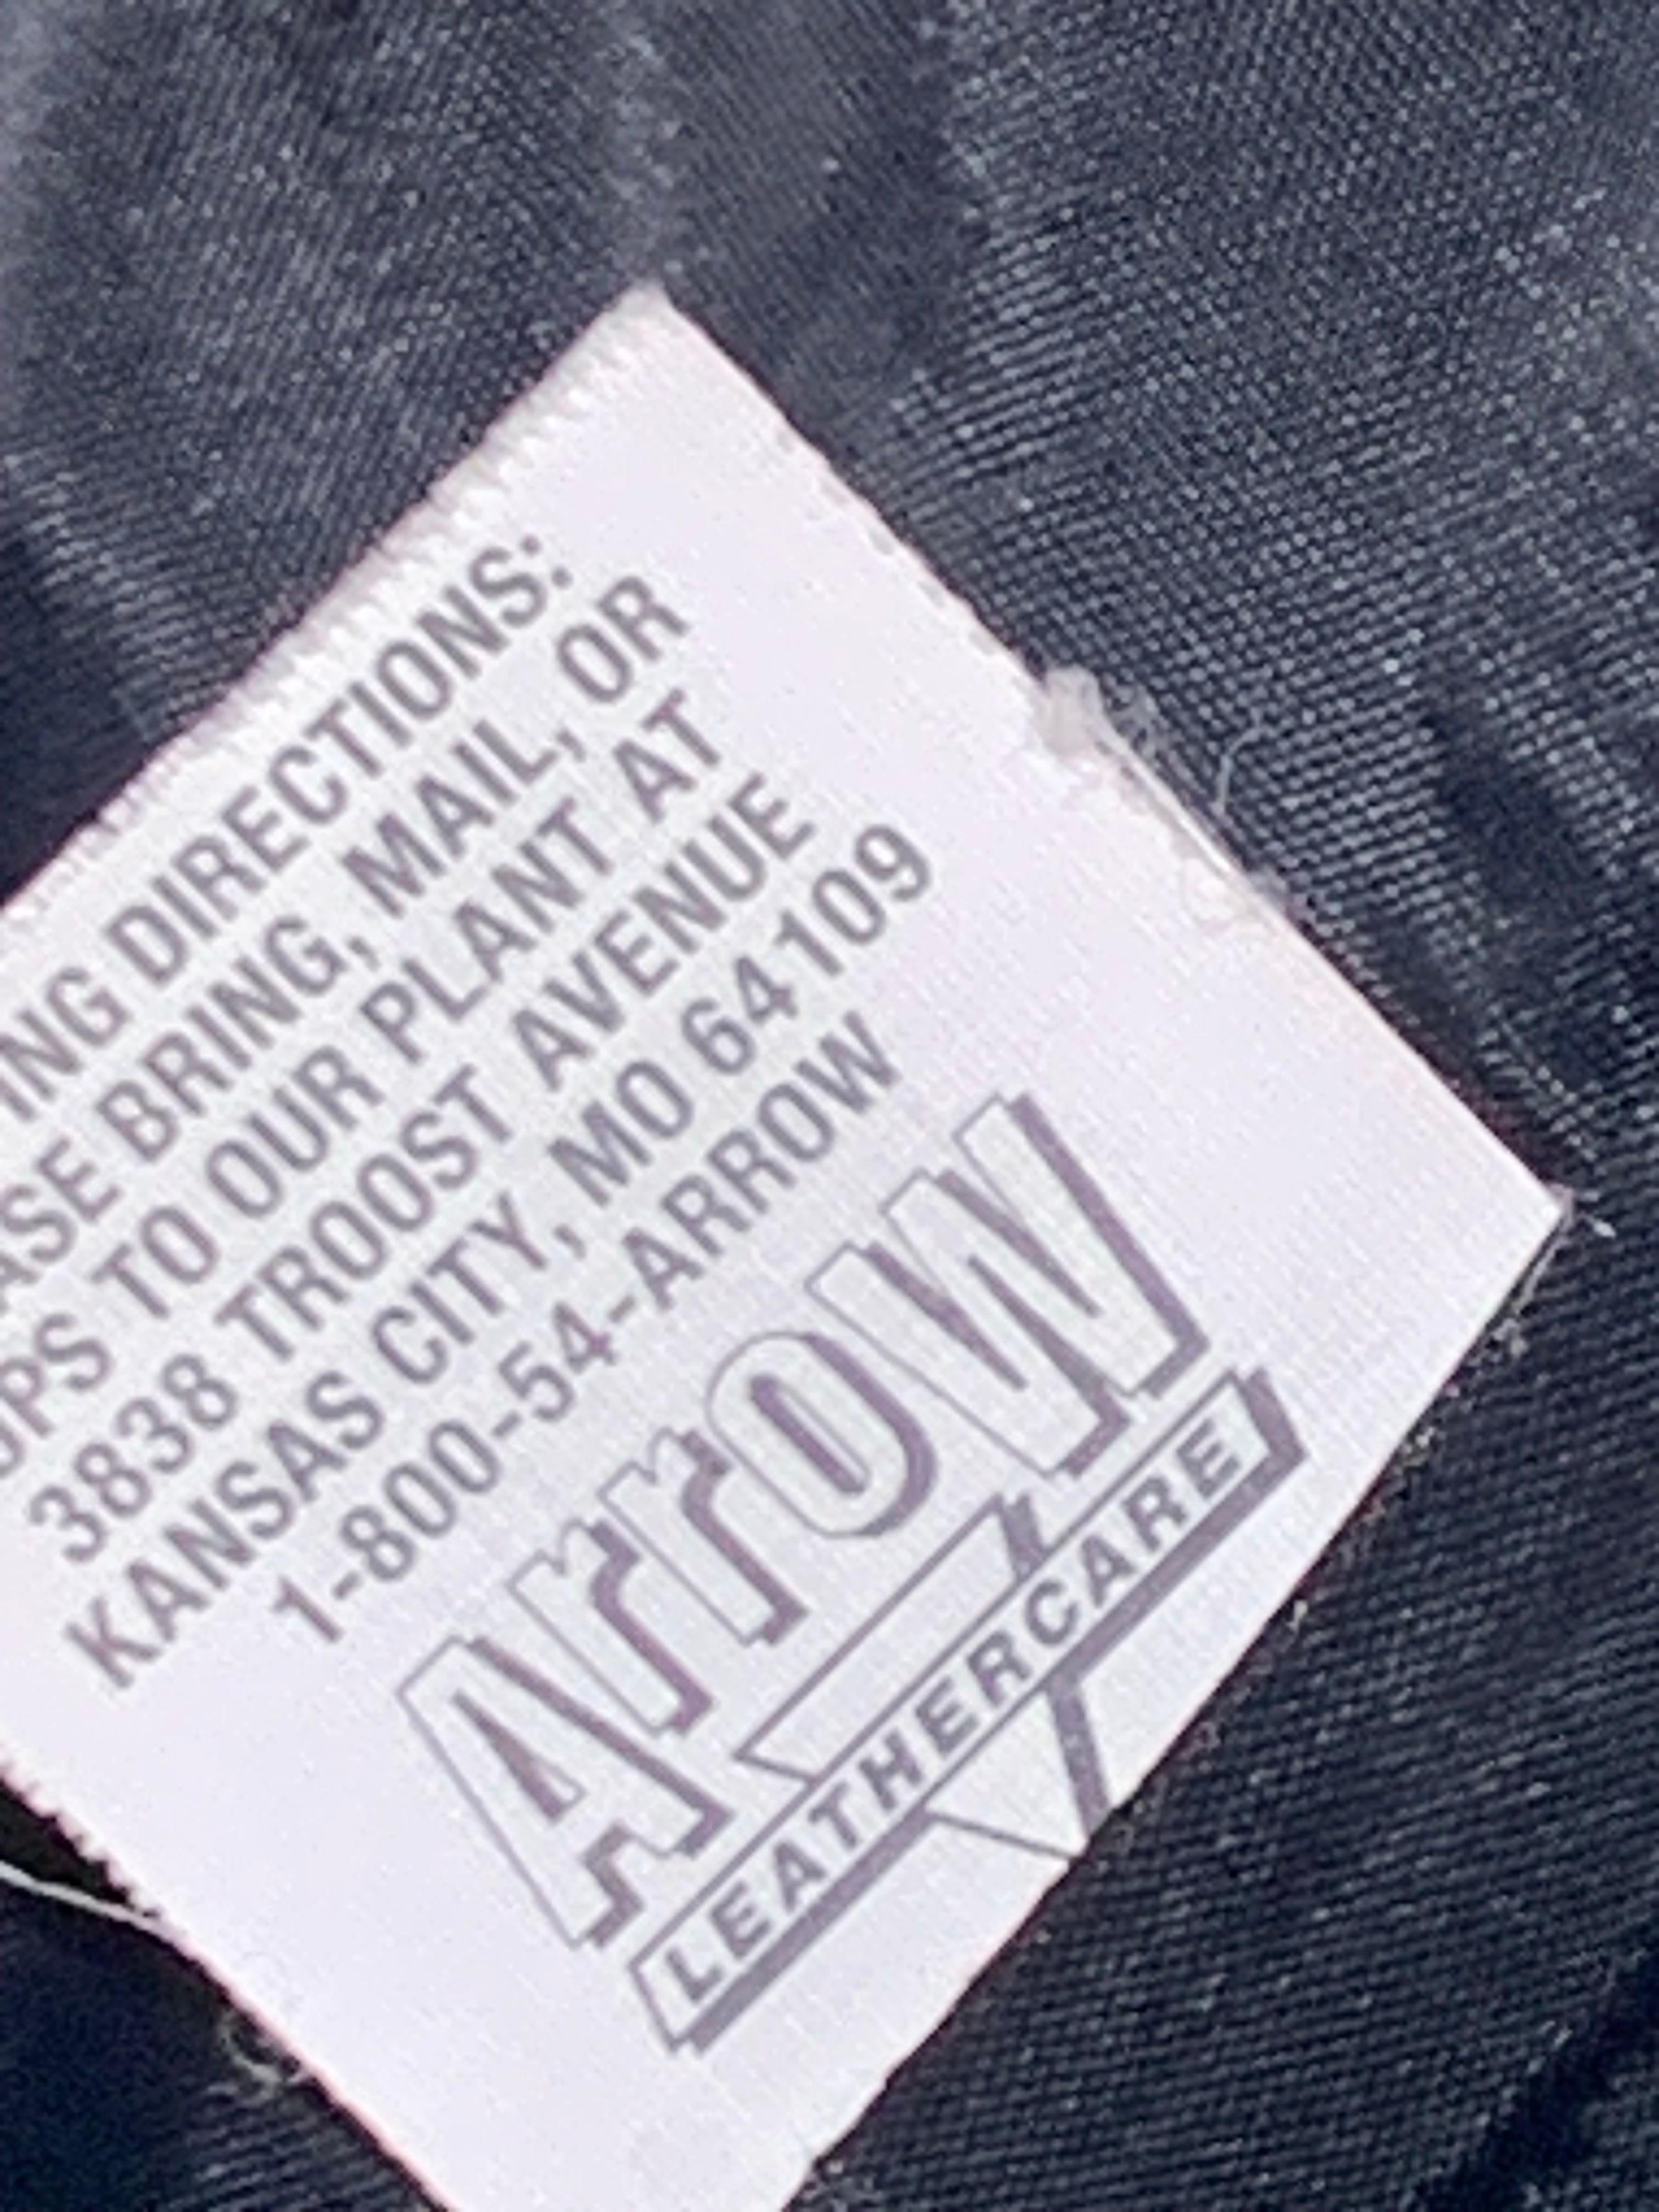 ING DIRECTIONS:
ASE BRING, MAIL, OR
UPS TO OUR PLANT AT
3838 TROOST AVENUE
KANSAS CITY, MO 64109
1-800-54-ARROW
Arrow
LEATHERCARE